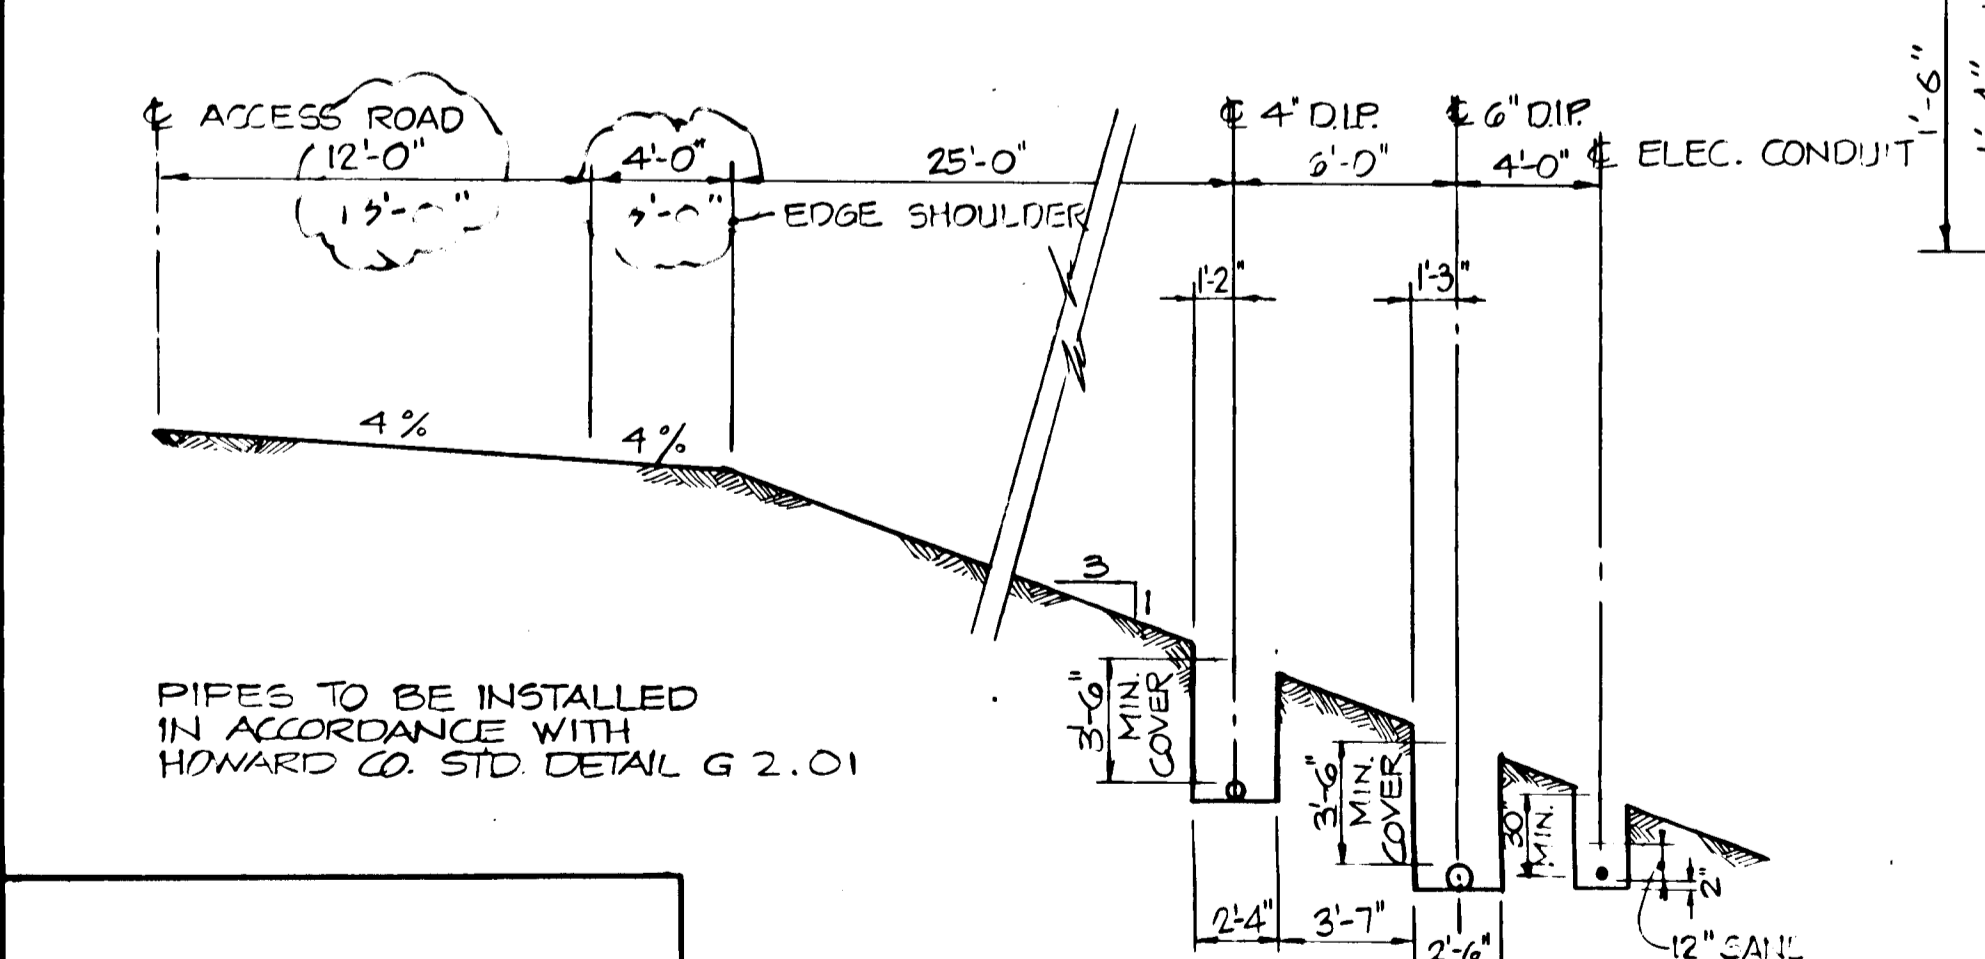 ℄ ACCESS ROAD
℄ 4" D.I.P.
℄ 6" D.I.P.
℄ ELEC. CONDUIT
12'-0"
4'-0"
25'-0"
6'-0"
4'-0"
1'-6"
EDGE SHOULDER
1'-2"
1'-3"
4%
4%
3
1
3'-6"
MIN.
COVER
3'-6"
MIN.
COVER
30"
MIN.
2"
PIPES TO BE INSTALLED
IN ACCORDANCE WITH
HOWARD CO. STD. DETAIL G 2.01
2'-4"
3'-7"
2'-6"
12" SAND